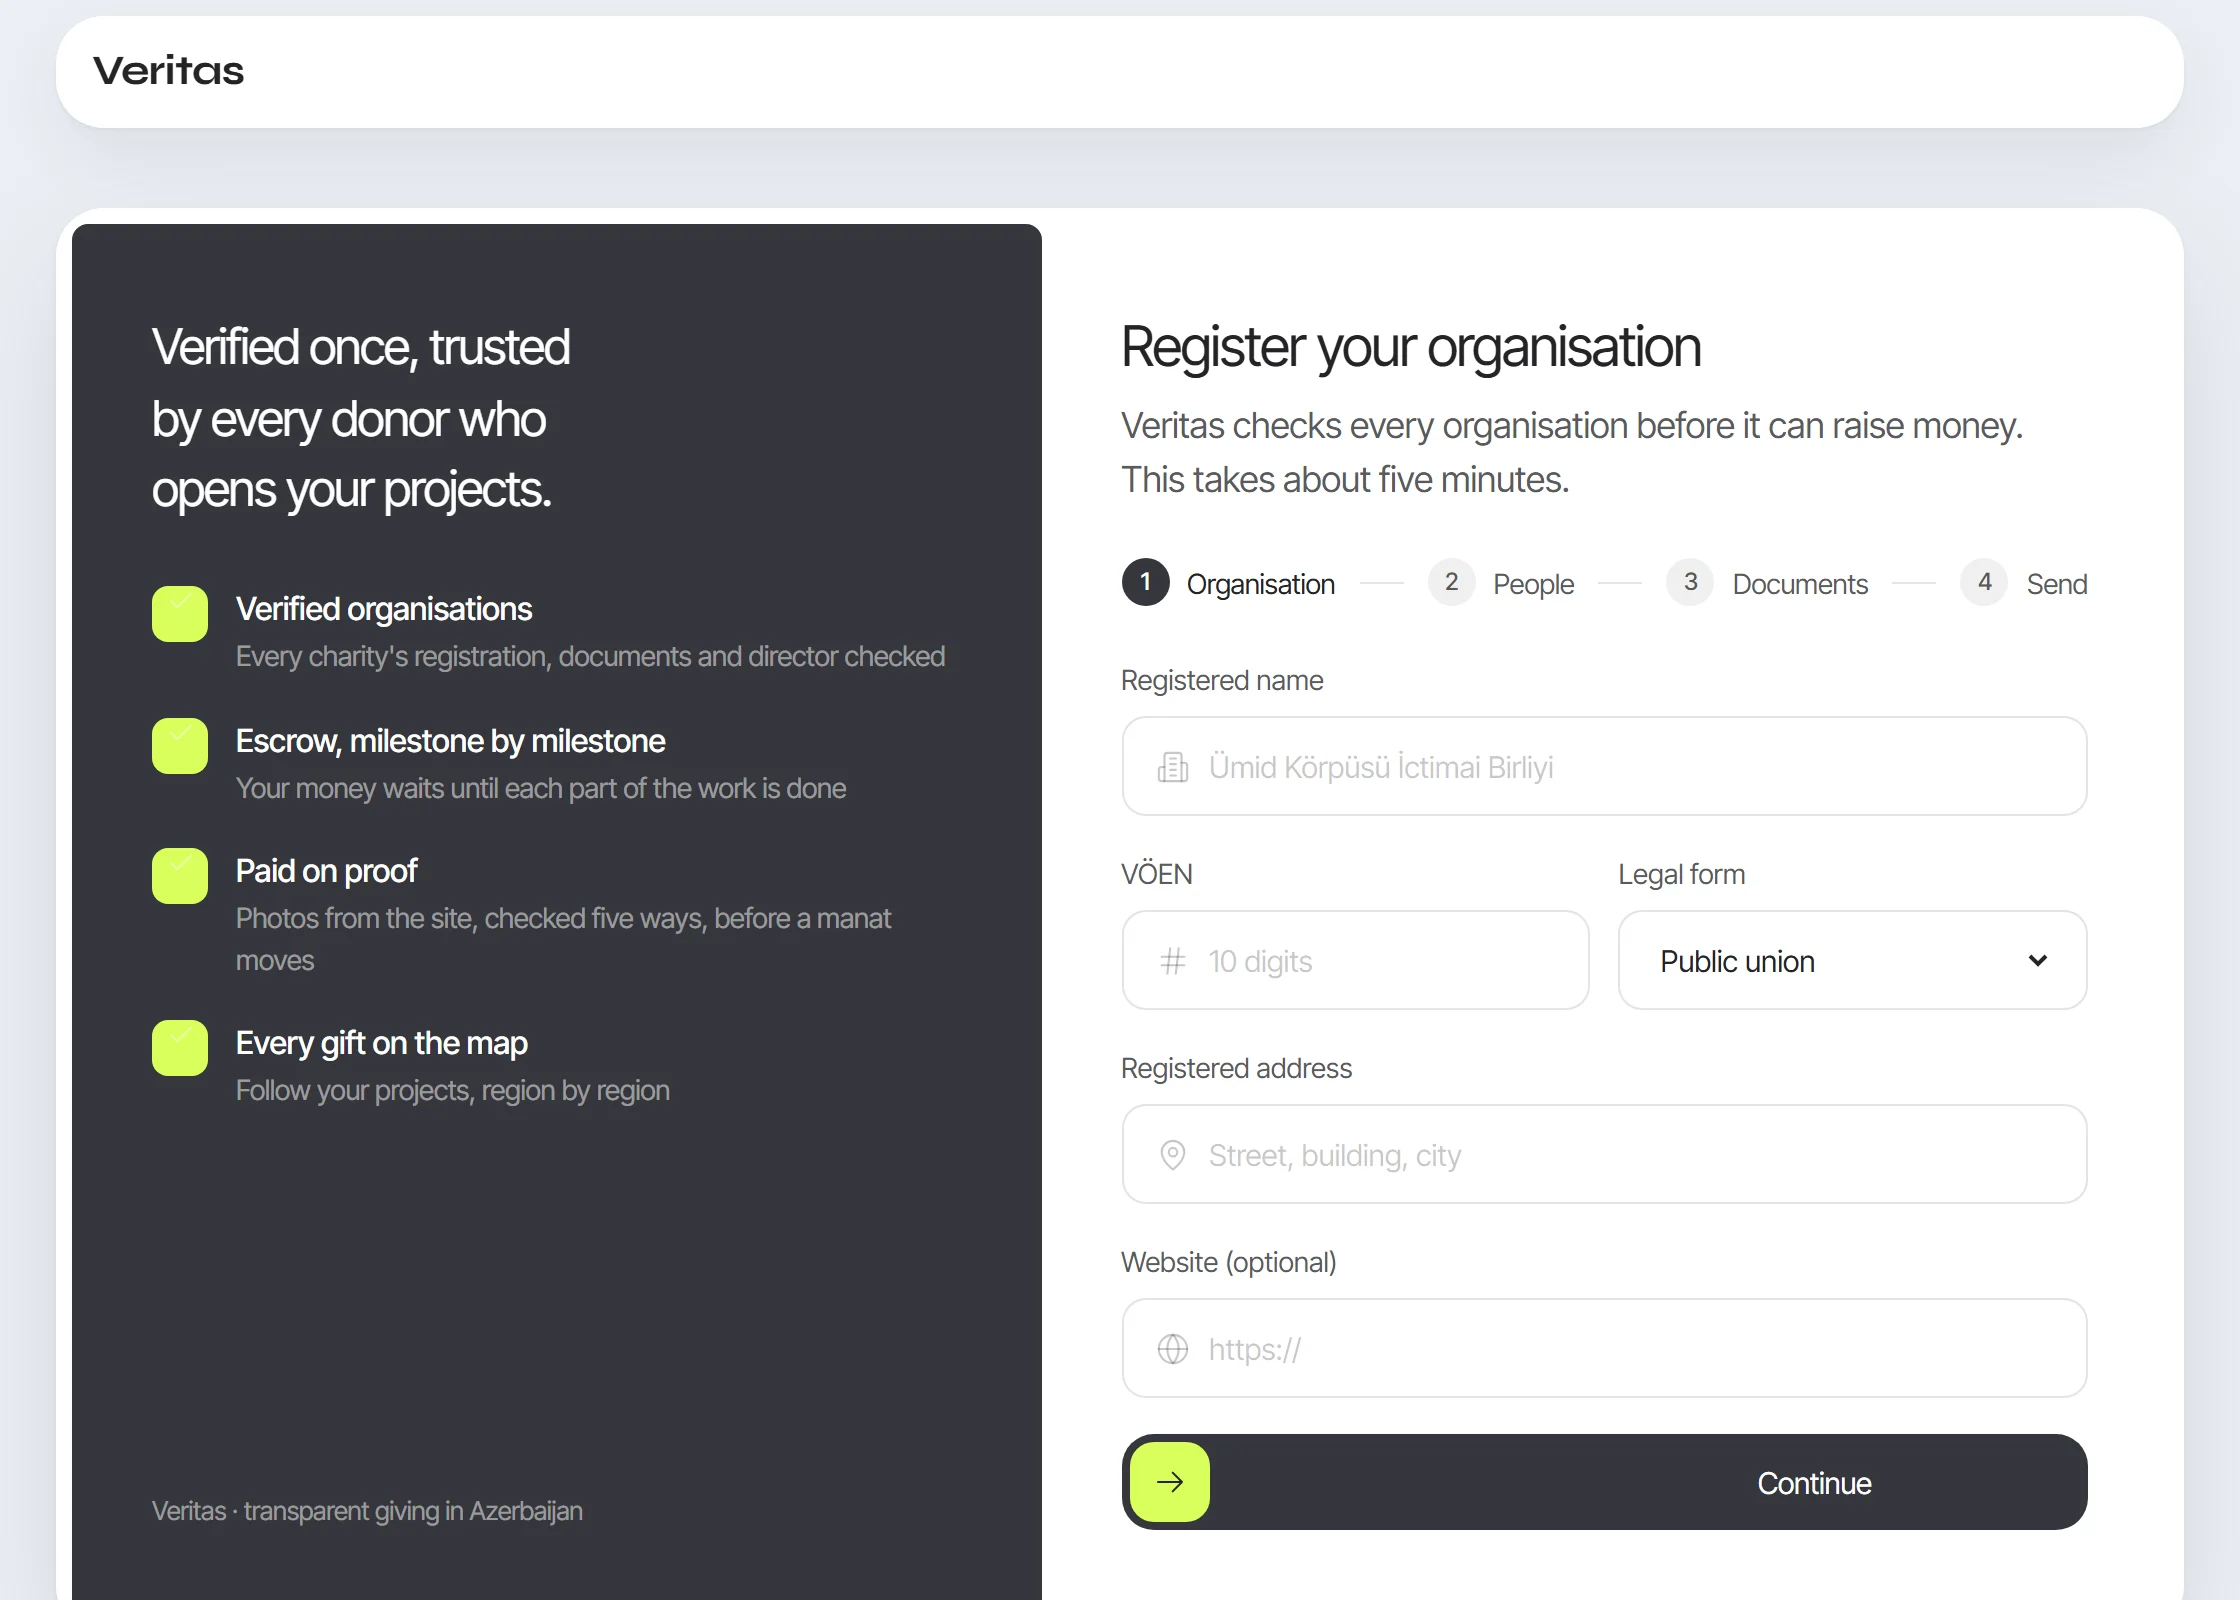 Veritas
Verified once, trusted
by every donor who
opens your projects.
Verified organisations
Every charity's registration, documents and director checked
Escrow, milestone by milestone
Your money waits until each part of the work is done
Paid on proof
Photos from the site, checked five ways, before a manat
moves
Every gift on the map
Follow your projects, region by region
Veritas · transparent giving in Azerbaijan
Register your organisation
Veritas checks every organisation before it can raise money.
This takes about five minutes.
1 Organisation 2 People 3 Documents 4 Send
Registered name
Ümid Körpüsü İctimai Birliyi
VÖEN Legal form
10 digits Public union
Registered address
Street, building, city
Website (optional)
https://
Continue